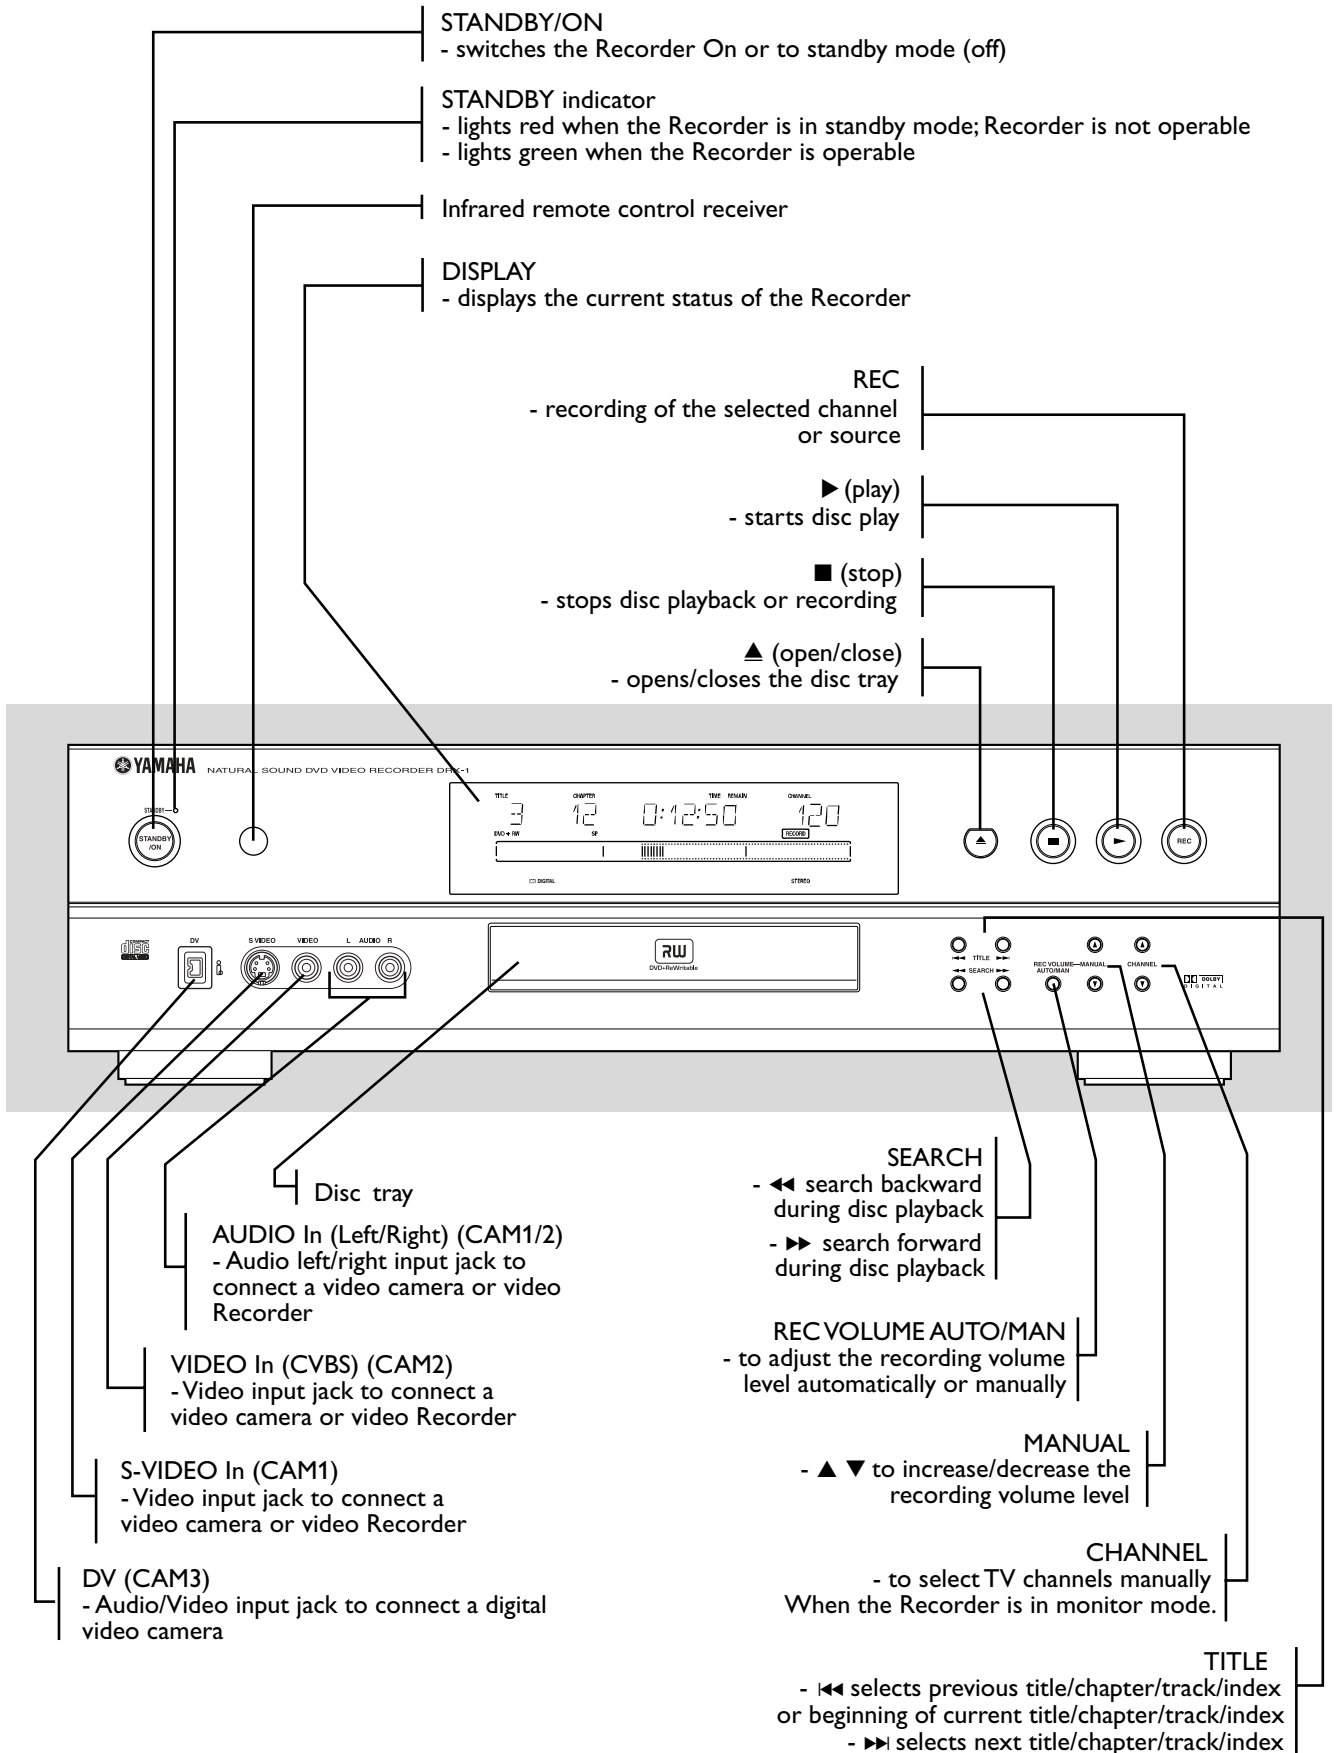 STANDBY/ON
- switches the Recorder On or to standby mode (off)
STANDBY indicator
- lights red when the Recorder is in standby mode; Recorder is not operable
- lights green when the Recorder is operable
Infrared remote control receiver
DISPLAY
- displays the current status of the Recorder
REC
- recording of the selected channel
or source
▶ (play)
- starts disc play
■ (stop)
- stops disc playback or recording
⏏ (open/close)
- opens/closes the disc tray
YAMAHA NATURAL SOUND DVD VIDEO RECORDER DRX-1
STANDBY
STANDBY
/ON
TITLE CHAPTER TIME REMAIN CHANNEL
3 12 0:12:50 120
DVD+RW SP RECORD
DIGITAL STEREO
REC
COMPACT
disc
DV S VIDEO VIDEO L AUDIO R
RW
DVD+ReWritable
⏮ TITLE ⏭
◀◀ SEARCH ▶▶
REC VOLUME—MANUAL
AUTO/MAN
CHANNEL
DOLBY
DIGITAL
Disc tray
AUDIO In (Left/Right) (CAM1/2)
- Audio left/right input jack to
connect a video camera or video
Recorder
VIDEO In (CVBS) (CAM2)
- Video input jack to connect a
video camera or video Recorder
S-VIDEO In (CAM1)
- Video input jack to connect a
video camera or video Recorder
DV (CAM3)
- Audio/Video input jack to connect a digital
video camera
SEARCH
- ◀◀ search backward
during disc playback
- ▶▶ search forward
during disc playback
REC VOLUME AUTO/MAN
- to adjust the recording volume
level automatically or manually
MANUAL
- ▲ ▼ to increase/decrease the
recording volume level
CHANNEL
- to select TV channels manually
When the Recorder is in monitor mode.
TITLE
- ⏮ selects previous title/chapter/track/index
or beginning of current title/chapter/track/index
- ⏭ selects next title/chapter/track/index